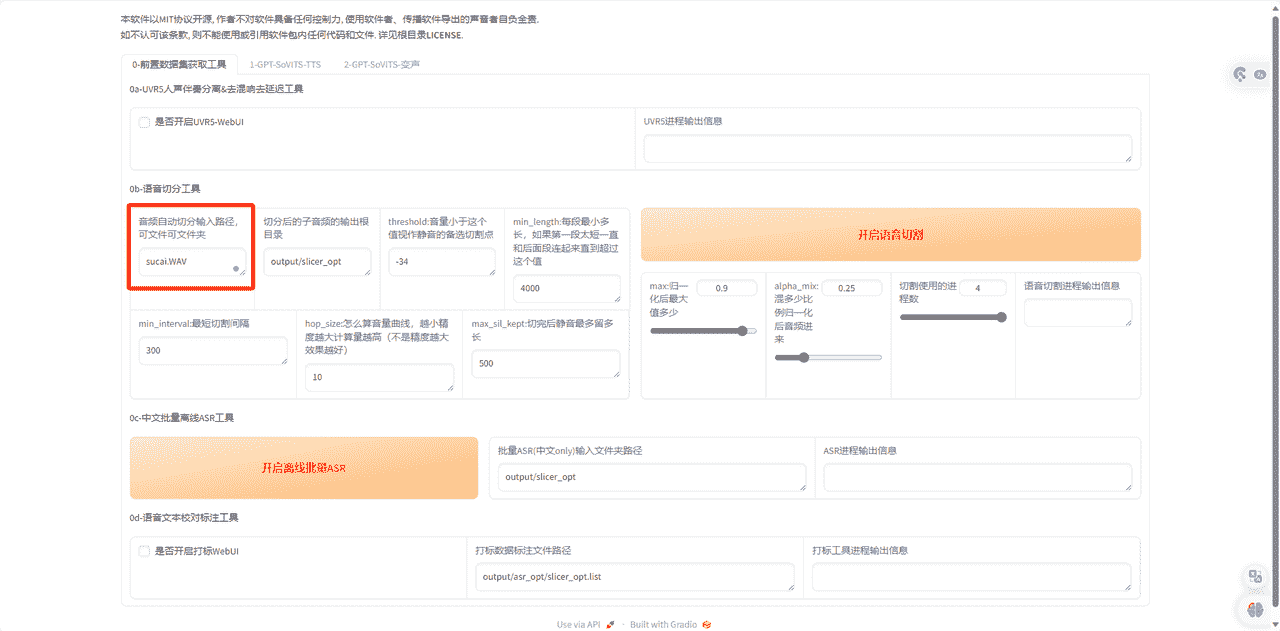 本软件以MIT协议开源, 作者不对软件具备任何控制力, 使用软件者、传播软件导出的声音者自负全责.
如不认可该条款, 则不能使用或引用软件包内任何代码和文件. 详见根目录LICENSE.
0-前置数据集获取工具
1-GPT-SoVITS-TTS
2-GPT-SoVITS-变声
0a-UVR5人声伴奏分离&去混响去延迟工具
是否开启UVR5-WebUI
UVR5进程输出信息
0b-语音切分工具
音频自动切分输入路径,
可文件可文件夹
sucai.WAV
切分后的子音频的输出根
目录
output/slicer_opt
threshold:音量小于这个
值视作静音的备选切割点
-34
min_length:每段最小多
长，如果第一段太短一直
和后面段连起来直到超过
这个值
4000
开启语音切割
max:归一
化后最大
值多少
0.9
alpha_mix:
混多少比
例归一化
后音频进
来
0.25
切割使用的进
程数
4
语音切割进程输出信息
min_interval:最短切割间隔
300
hop_size:怎么算音量曲线，越小精
度越大计算量越高（不是精度越大
效果越好）
10
max_sil_kept:切完后静音最多留多
长
500
0c-中文批量离线ASR工具
开启离线批量ASR
批量ASR(中文only)输入文件夹路径
output/slicer_opt
ASR进程输出信息
0d-语音文本校对标注工具
是否开启打标WebUI
打标数据标注文件路径
output/asr_opt/slicer_opt.list
打标工具进程输出信息
Use via API · Built with Gradio